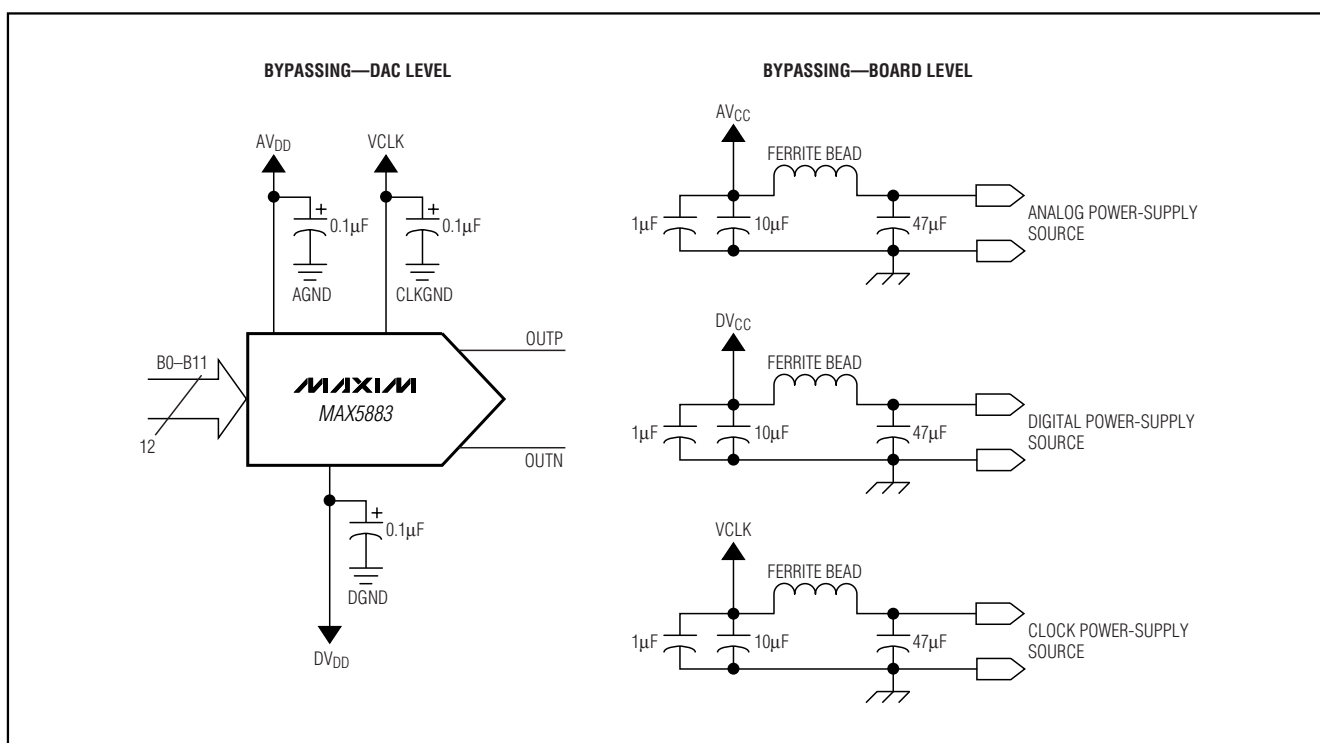 BYPASSING—DAC LEVEL
AVDD
VCLK
+
0.1µF
+
0.1µF
AGND
CLKGND
OUTP
B0–B11
MAXIM
MAX5883
12
OUTN
+
0.1µF
DGND
DVDD
BYPASSING—BOARD LEVEL
AVCC
FERRITE BEAD
1µF
10µF
47µF
ANALOG POWER-SUPPLY
SOURCE
DVCC
FERRITE BEAD
1µF
10µF
47µF
DIGITAL POWER-SUPPLY
SOURCE
VCLK
FERRITE BEAD
1µF
10µF
47µF
CLOCK POWER-SUPPLY
SOURCE